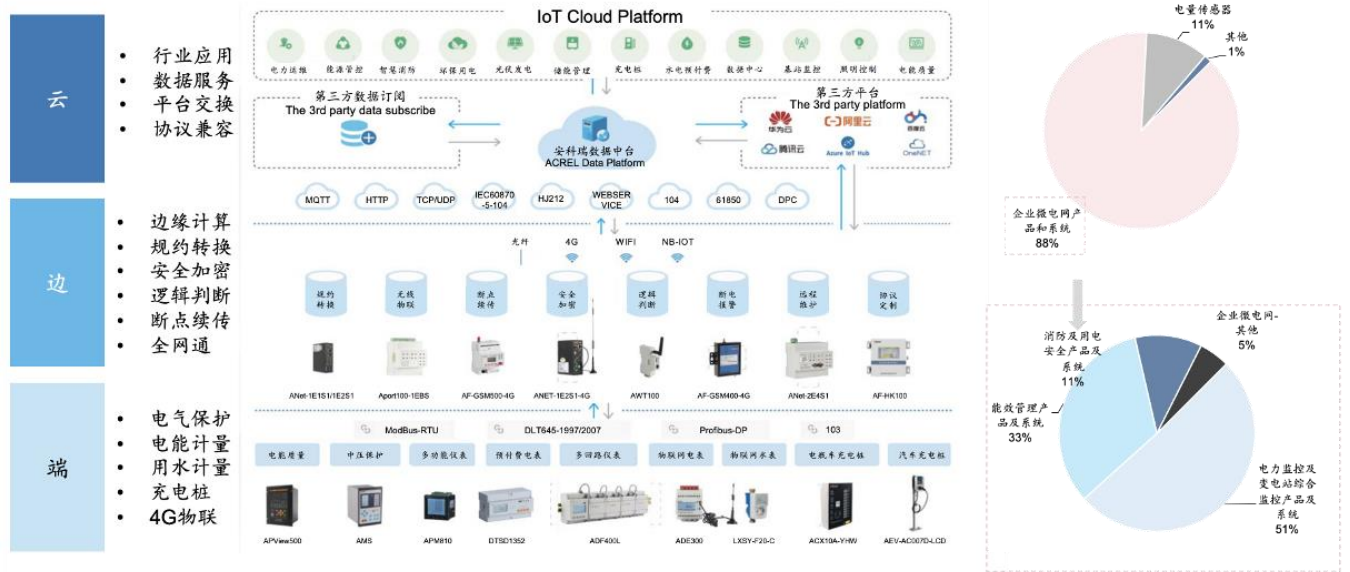 云
行业应用
数据服务
平台交换
协议兼容
边
边缘计算
规约转换
安全加密
逻辑判断
断点续传
全网通
端
电气保护
电能计量
用水计量
充电桩
4G物联
IoT Cloud Platform
电力运维
能源管控
智慧消防
环保用电
光伏发电
储能管理
充电桩
水电预付费
数据中心
基站监控
照明控制
电能质量
第三方数据订阅
The 3rd party data subscribe
安科瑞数据中台
ACREL Data Platform
第三方平台
The 3rd party platform
华为云
阿里云
腾讯云
Azure IoT Hub
OneNET
MQTT
HTTP
TCP/UDP
IEC60870
-5-104
HJ212
WEBSER
VICE
104
61850
DPC
光纤
4G
WIFI
NB-IOT
规约
转换
无线
物联
断点
续传
安全
加密
逻辑
判断
断电
报警
远程
维护
协议
定制
ANet-1E1S1/1E2S1
Aport100-1EBS
AF-GSM500-4G
ANET-1E2S1-4G
AWT100
AF-GSM400-4G
ANet-2E4S1
AF-HK100
ModBus-RTU
DLT645-1997/2007
Profibus-DP
103
电能质量
中压保护
多功能仪表
预付费电表
多回路仪表
物联网电表
物联网水表
电瓶车充电桩
汽车充电桩
APView500
AMS
APM810
DTSD1352
ADF400L
ADE300
LXSY-F20-C
ACX10A-YHW
AEV-AC007D-LCD
电量传感器
11%
其他
1%
企业微电网产
品和系统
88%
消防及用电
安全产品及
系统
11%
企业微电网-
其他
5%
能效管理产
品及系统
33%
电力监控及
变电站综合
监控产品及
系统
51%